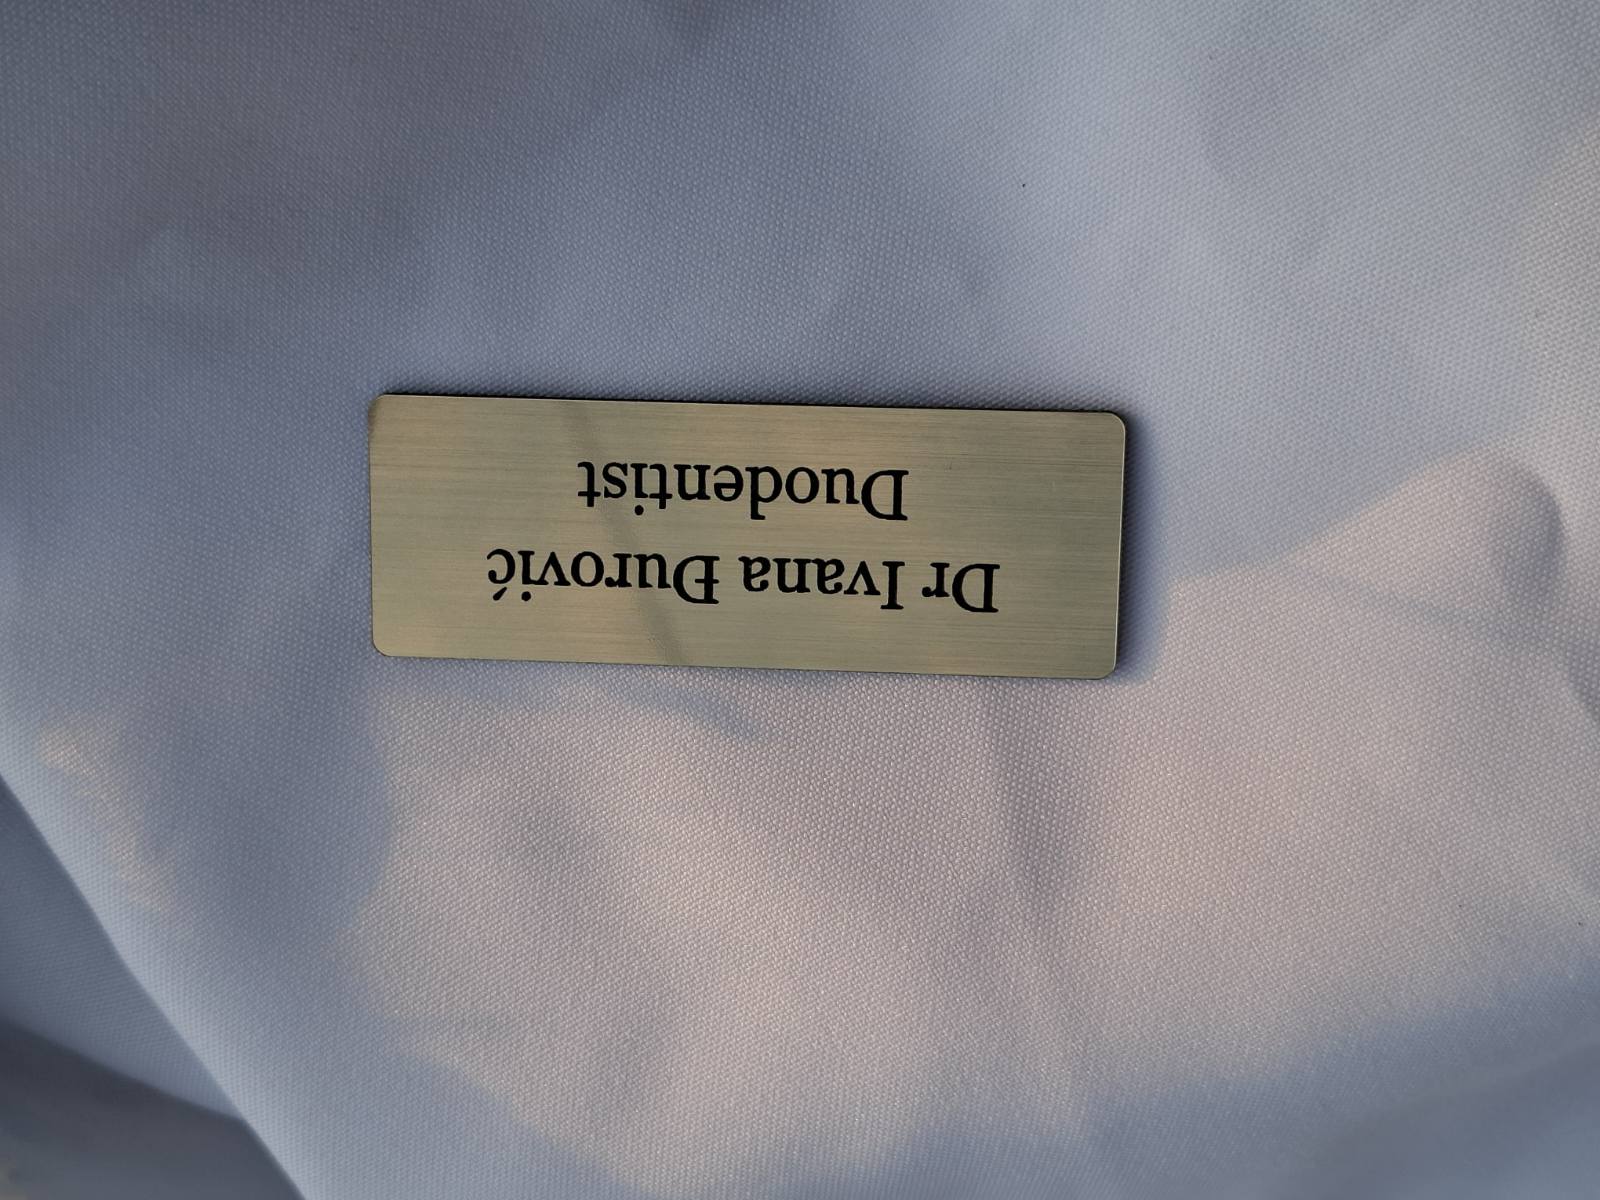 Dr Ivana Đurović
Duodentist